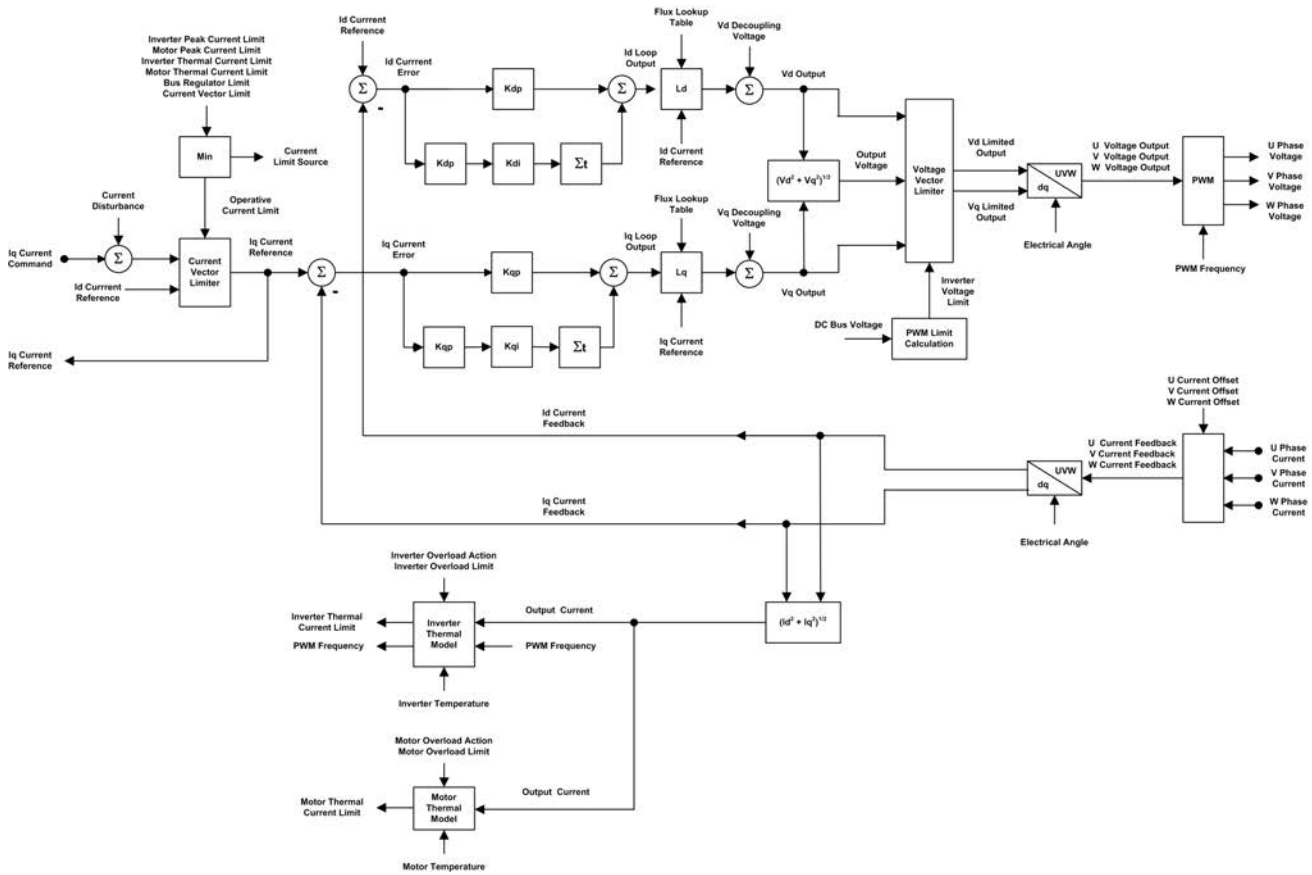 Inverter Peak Current Limit
Motor Peak Current Limit
Inverter Thermal Current Limit
Motor Thermal Current Limit
Bus Regulator Limit
Current Vector Limit
Min
Current
Limit Source
Operative
Current Limit
Current
Disturbance
Iq Current
Command
Σ
Id Currrent
Reference
Current
Vector
Limiter
Iq Current
Reference
Iq Current
Reference
Id Currrent
Reference
Σ
-
Id Currrent
Error
Kdp
Kdp
Kdi
Σt
Σ
Id Loop
Output
Flux Lookup
Table
Ld
Id Current
Reference
Vd Decoupling
Voltage
Σ
Vd Output
Σ
-
Iq Current
Error
Kqp
Kqp
Kqi
Σt
Σ
Iq Loop
Output
Flux Lookup
Table
Lq
Iq Current
Reference
Vq Decoupling
Voltage
Σ
Vq Output
(Vd² + Vq²)¹/²
Output
Voltage
Voltage
Vector
Limiter
Inverter
Voltage
Limit
DC Bus Voltage
PWM Limit
Calculation
Vd Limited
Output
Vq Limited
Output
UVW
dq
Electrical Angle
U Voltage Output
V Voltage Output
W Voltage Output
PWM
PWM Frequency
U Phase
Voltage
V Phase
Voltage
W Phase
Voltage
U Current Offset
V Current Offset
W Current Offset
U Phase
Current
V Phase
Current
W Phase
Current
U Current Feedback
V Current Feedback
W Current Feedback
UVW
dq
Electrical Angle
Id Current
Feedback
Iq Current
Feedback
(Id² + Iq²)¹/²
Output Current
Inverter Overload Action
Inverter Overload Limit
Inverter Thermal
Current Limit
PWM Frequency
Inverter
Thermal
Model
PWM Frequency
Inverter Temperature
Motor Overload Action
Motor Overload Limit
Motor Thermal
Current Limit
Motor
Thermal
Model
Output Current
Motor Temperature